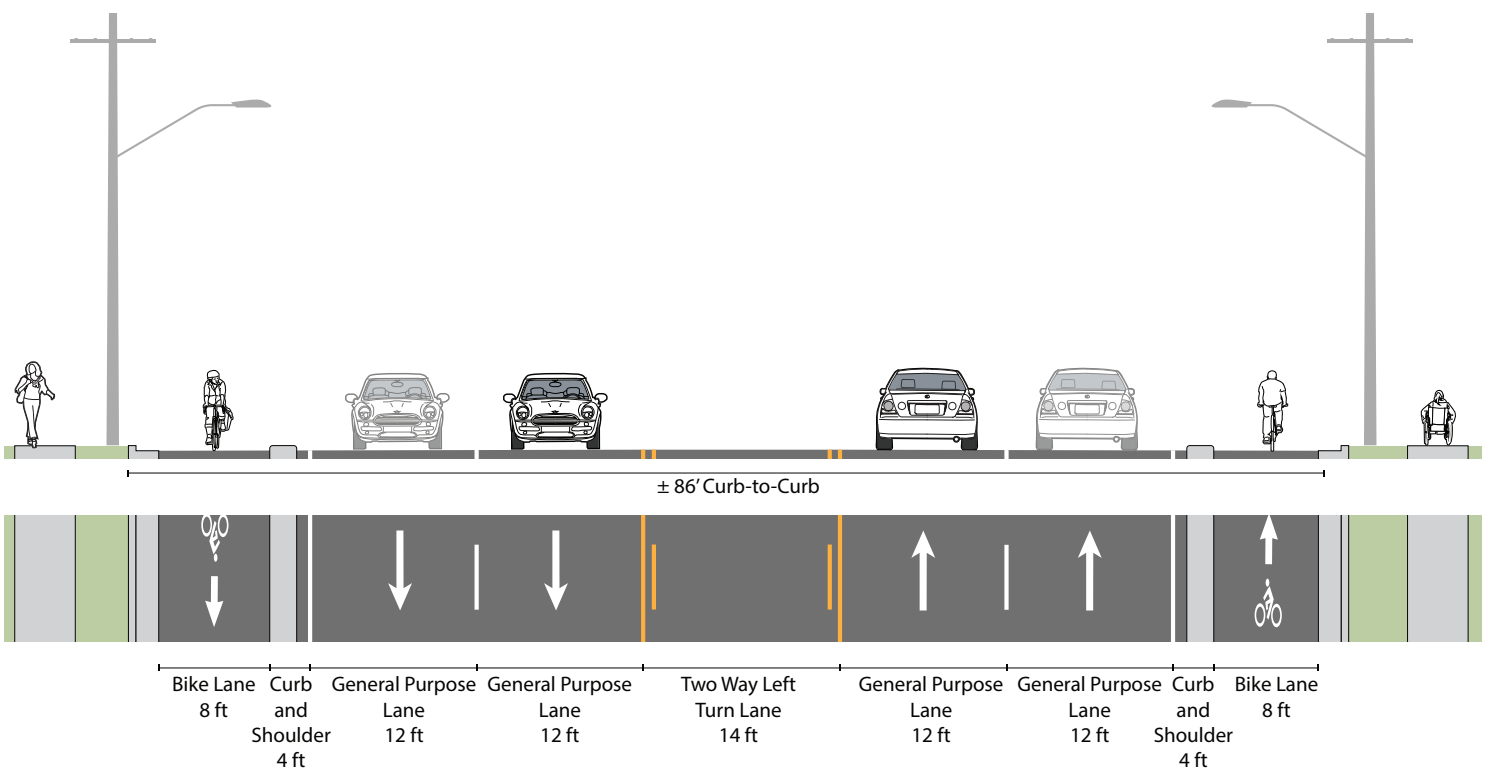 ± 86’ Curb-to-Curb
Bike Lane
8 ft
Curb
and
Shoulder
4 ft
General Purpose
Lane
12 ft
General Purpose
Lane
12 ft
Two Way Left
Turn Lane
14 ft
General Purpose
Lane
12 ft
General Purpose
Lane
12 ft
Curb
and
Shoulder
4 ft
Bike Lane
8 ft